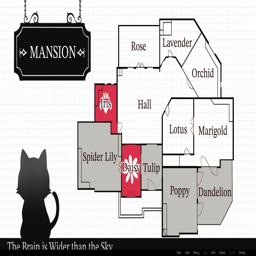 MANSION
Rose
Lavender
Orchid
Iris
Hall
Lotus
Marigold
Spider Lily
Daisy
Tulip
Poppy
Dandelion
The Brain is Wider than the Sky